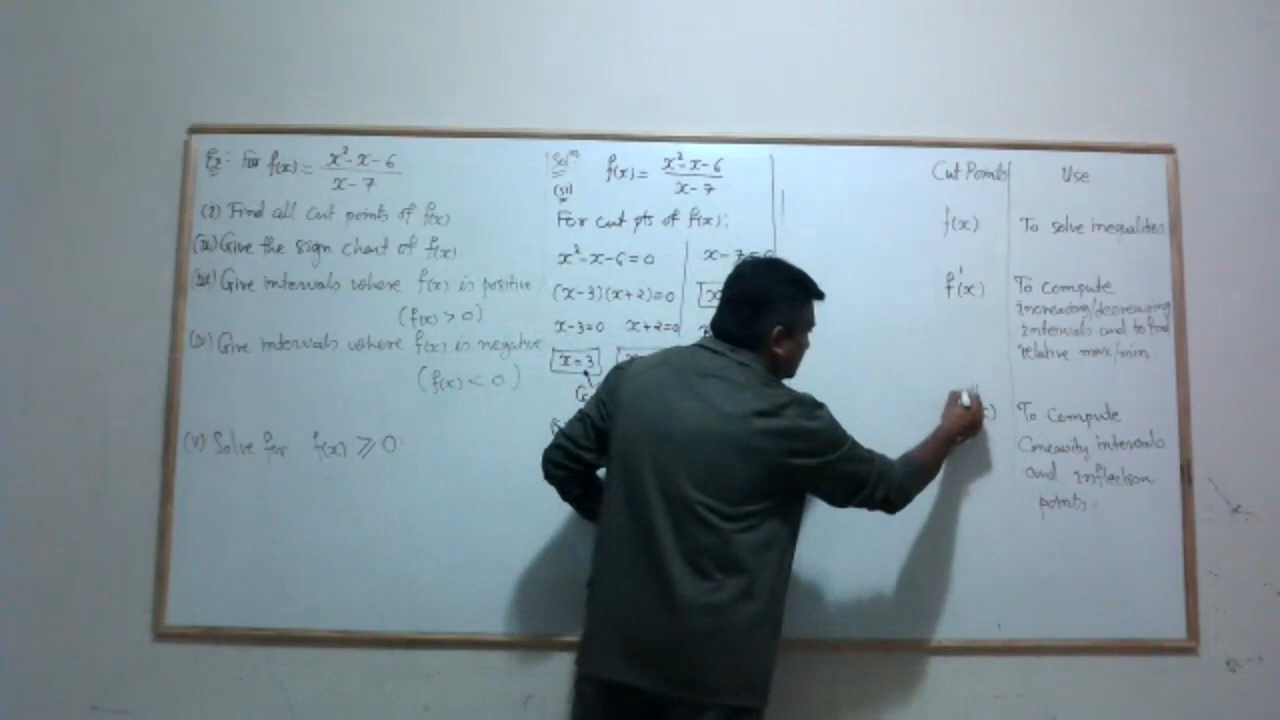 Ex: For f(x) = (x² - x - 6)/(x - 7)
(i) Find all cut points of f(x)
(ii) Give the sign chart of f(x)
(iii) Give intervals where f(x) is positive
(f(x) > 0)
(iv) Give intervals where f(x) is negative
(f(x) < 0)
(v) Solve for f(x) ⩾ 0
Solⁿ
f(x) = (x² - x - 6)/(x - 7)
For cut pts of f(x):
x² - x - 6 = 0
(x - 3)(x + 2) = 0
x - 3 = 0 x + 2 = 0
x = 3
x - 7 =
Cut Points Use
f(x) To solve inequalities
f'(x) To compute
increasing/decreasing
intervals and to find
relative max/min
To compute
Concavity intervals
and inflection
points.